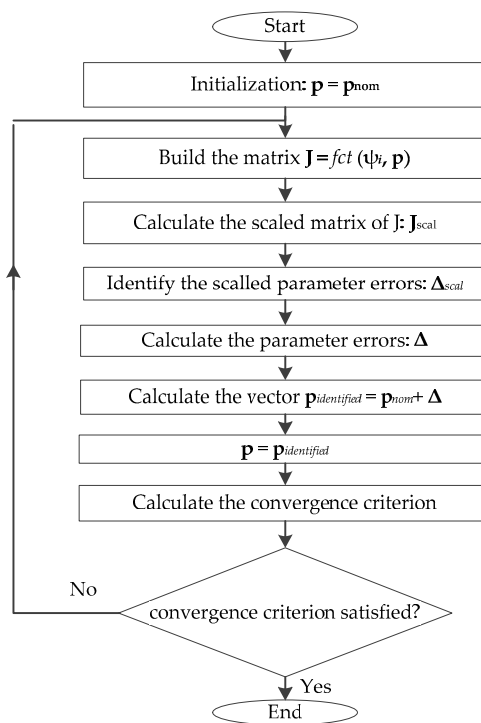 Start
Initialization: p = pnom
Build the matrix J = fct (ψi, p)
Calculate the scaled matrix of J: Jscal
Identify the scalled parameter errors: Δscal
Calculate the parameter errors: Δ
Calculate the vector pidentified = pnom+ Δ
p = pidentified
Calculate the convergence criterion
No
convergence criterion satisfied?
Yes
End